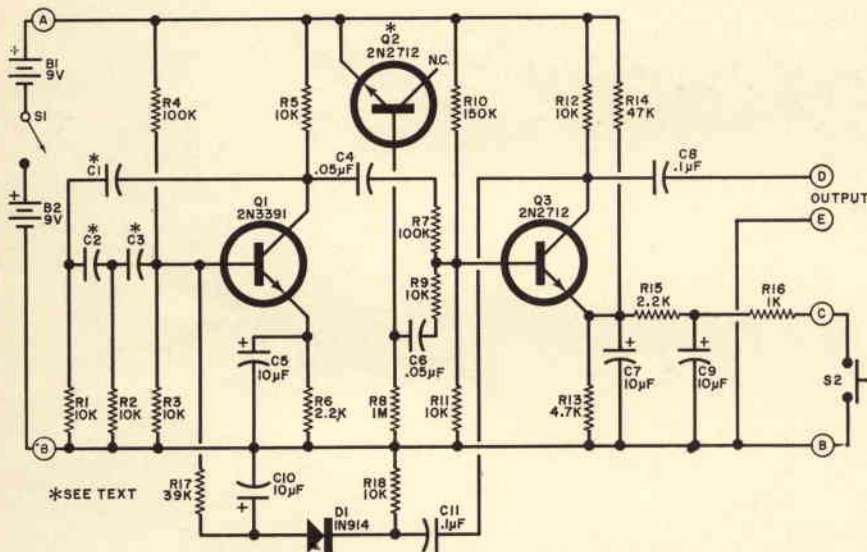 A
+
B1
9V
S1
+
B2
9V
R4
100K
R5
10K
*
Q2
2N2712
N.C.
R10
150K
R12
10K
R14
47K
*
C1
C4
.05µF
C8
.1µF
D
OUTPUT
E
*
C2
*
C3
Q1
2N3391
R7
100K
Q3
2N2712
R9
10K
R15
2.2K
R16
1K
C
+
C5
10µF
C6
.05µF
+
C7
10µF
+
C9
10µF
S2
R1
10K
R2
10K
R3
10K
R6
2.2K
R8
1M
R11
10K
R13
4.7K
B
B
*SEE TEXT
R17
39K
C10
10µF
+
R18
10K
D1
1N914
C11
.1µF